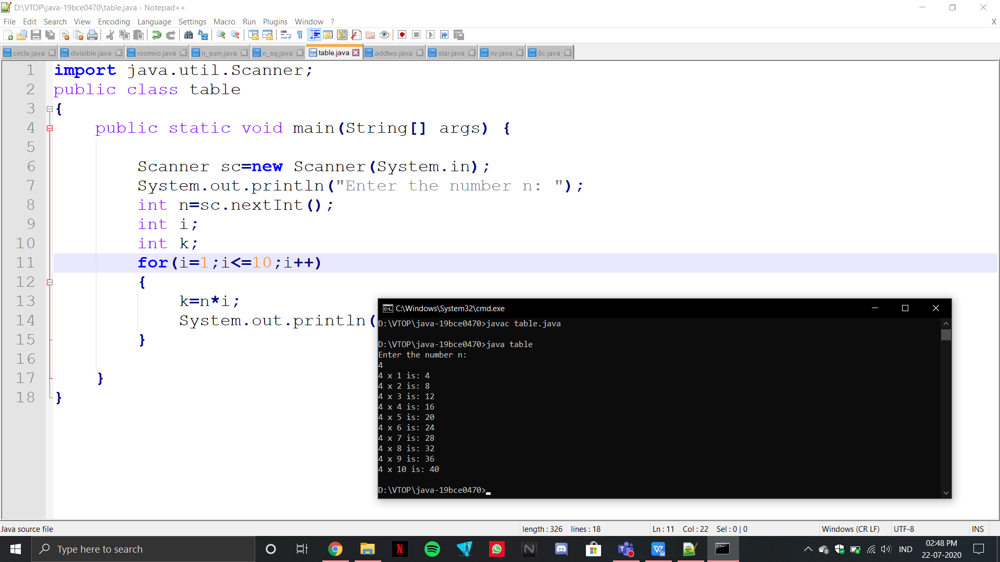 D:\VTOP\java-19bce0470\table.java - Notepad++
File Edit Search View Encoding Language Settings Macro Run Plugins Window ? X
circle.java divisible.java roomno.java n_sum.java n_sq.java table.java addtwo.java star.java nv.java 8c.java
1 import java.util.Scanner;
2 public class table
3 {
4 public static void main(String[] args) {
5
6 Scanner sc=new Scanner(System.in);
7 System.out.println("Enter the number n: ");
8 int n=sc.nextInt();
9 int i;
10 int k;
11 for(i=1;i<=10;i++)
12 {
13 k=n*i;
14 System.out.println(
15 }
16
17 }
18 }
C:\Windows\System32\cmd.exe
D:\VTOP\java-19bce0470>javac table.java
D:\VTOP\java-19bce0470>java table
Enter the number n:
4
4 x 1 is: 4
4 x 2 is: 8
4 x 3 is: 12
4 x 4 is: 16
4 x 5 is: 20
4 x 6 is: 24
4 x 7 is: 28
4 x 8 is: 32
4 x 9 is: 36
4 x 10 is: 40
D:\VTOP\java-19bce0470>
Java source file length : 326 lines : 18 Ln : 11 Col : 22 Sel : 0 | 0 Windows (CR LF) UTF-8 INS
Type here to search
IND
02:48 PM
22-07-2020